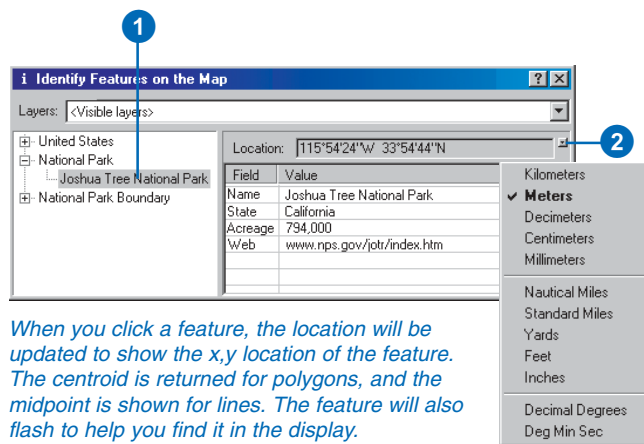 1
i Identify Features on the Map
Layers: <Visible layers>
United States
National Park
Joshua Tree National Park
National Park Boundary
Location: 115°54'24"W 33°54'44"N
2
Field Value
Name Joshua Tree National Park
State California
Acreage 794,000
Web www.nps.gov/jotr/index.htm
Kilometers
Meters
Decimeters
Centimeters
Millimeters
Nautical Miles
Standard Miles
Yards
Feet
Inches
Decimal Degrees
Deg Min Sec
When you click a feature, the location will be
updated to show the x,y location of the feature.
The centroid is returned for polygons, and the
midpoint is shown for lines. The feature will also
flash to help you find it in the display.